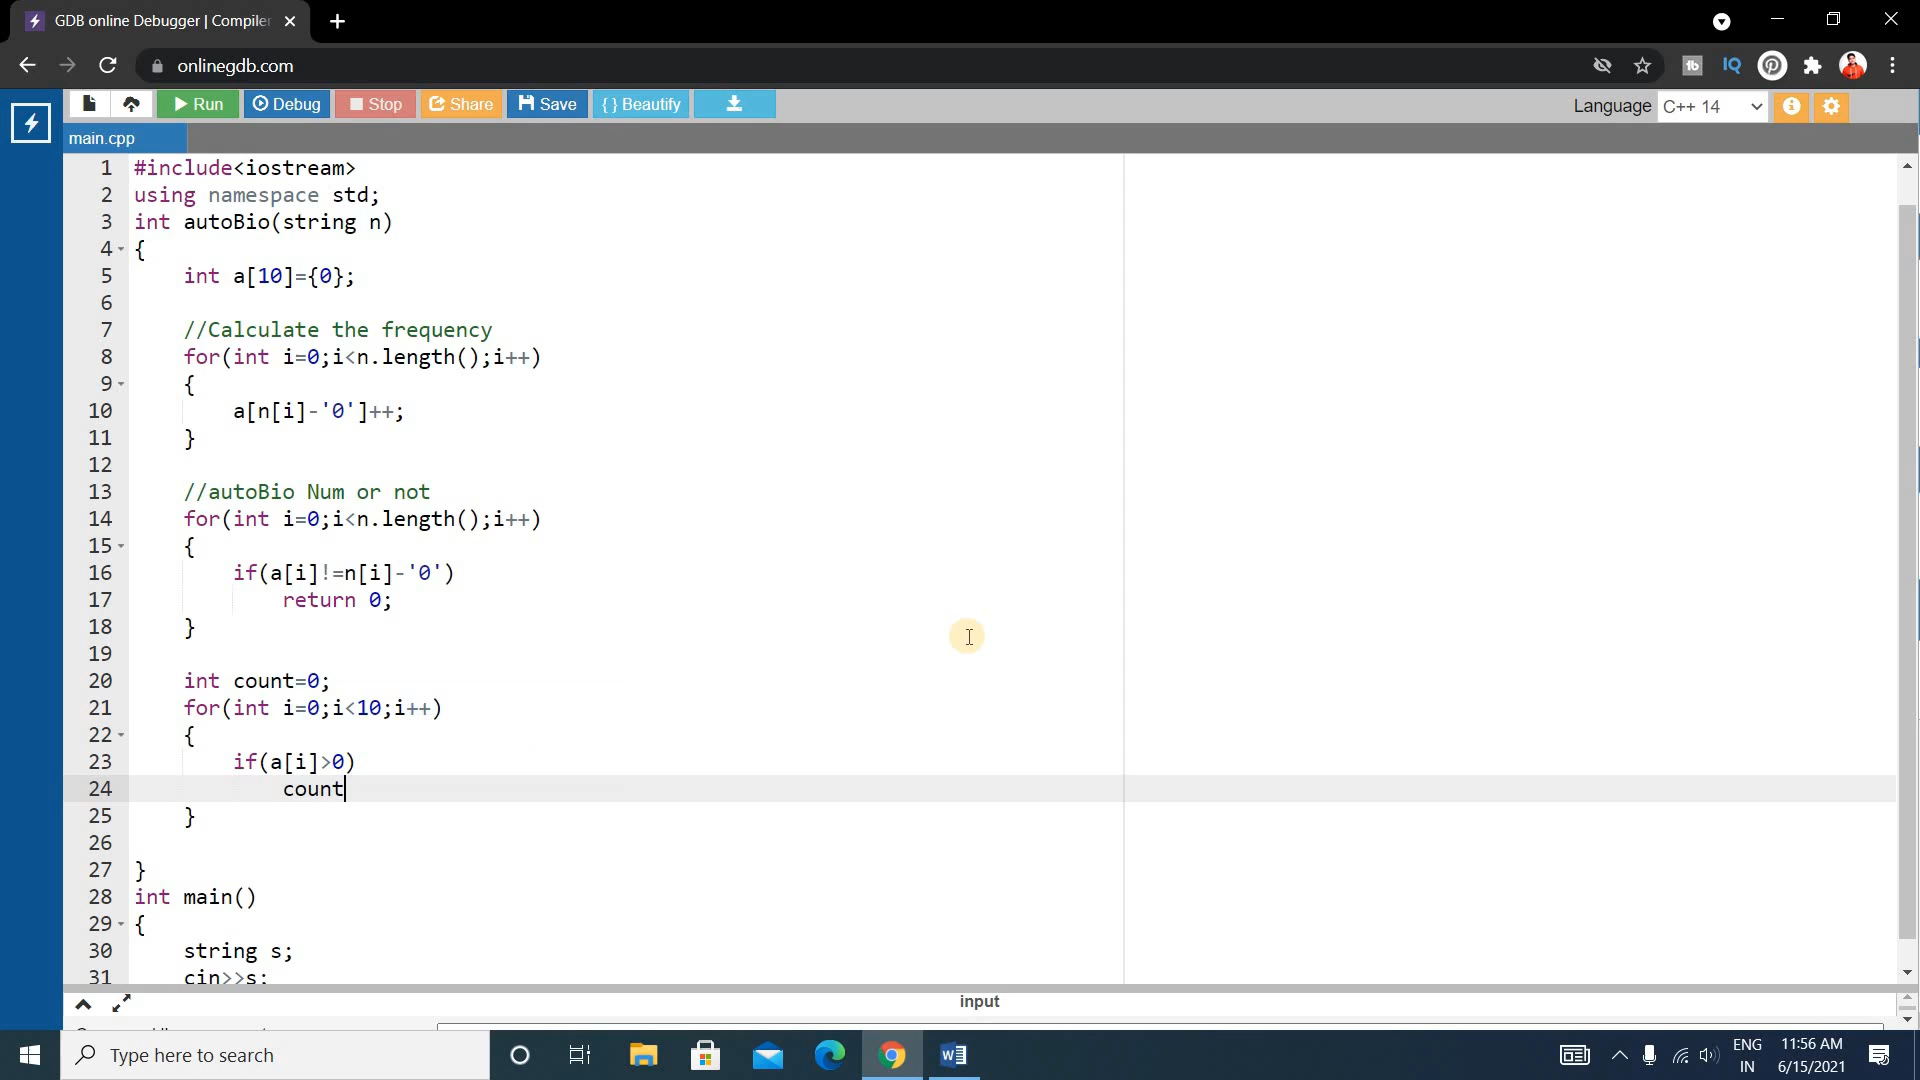 GDB online Debugger | Compiler
onlinegdb.com
Run Debug Stop Share Save { } Beautify Language C++ 14
main.cpp
1 #include<iostream>
2 using namespace std;
3 int autoBio(string n)
4 {
5 int a[10]={0};
6
7 //Calculate the frequency
8 for(int i=0;i<n.length();i++)
9 {
10 a[n[i]-'0']++;
11 }
12
13 //autoBio Num or not
14 for(int i=0;i<n.length();i++)
15 {
16 if(a[i]!=n[i]-'0')
17 return 0;
18 }
19
20 int count=0;
21 for(int i=0;i<10;i++)
22 {
23 if(a[i]>0)
24 count
25 }
26
27 }
28 int main()
29 {
30 string s;
31 cin>>s;
input
Type here to search
ENG 11:56 AM
IN 6/15/2021